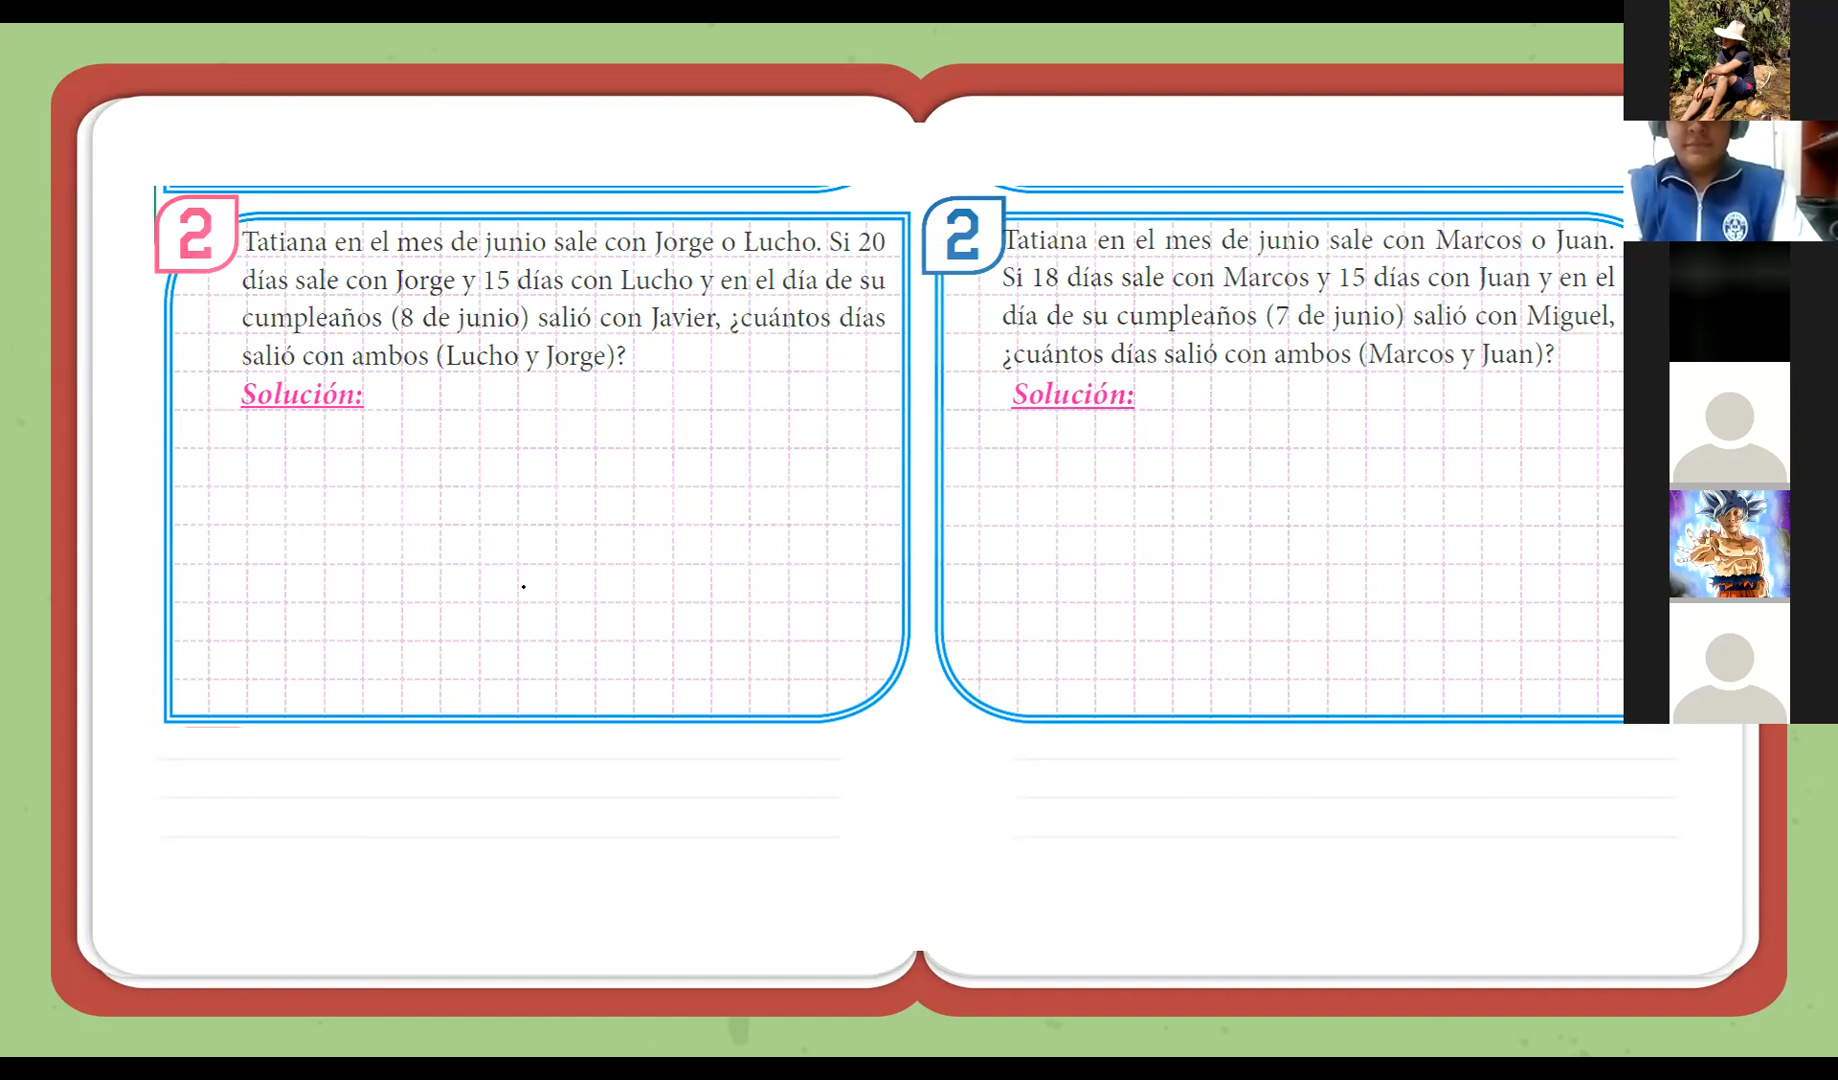 2
Tatiana en el mes de junio sale con Jorge o Lucho. Si 20
días sale con Jorge y 15 días con Lucho y en el día de su
cumpleaños (8 de junio) salió con Javier, ¿cuántos días
salió con ambos (Lucho y Jorge)?
Solución:
2
Tatiana en el mes de junio sale con Marcos o Juan.
Si 18 días sale con Marcos y 15 días con Juan y en el
día de su cumpleaños (7 de junio) salió con Miguel,
¿cuántos días salió con ambos (Marcos y Juan)?
Solución: